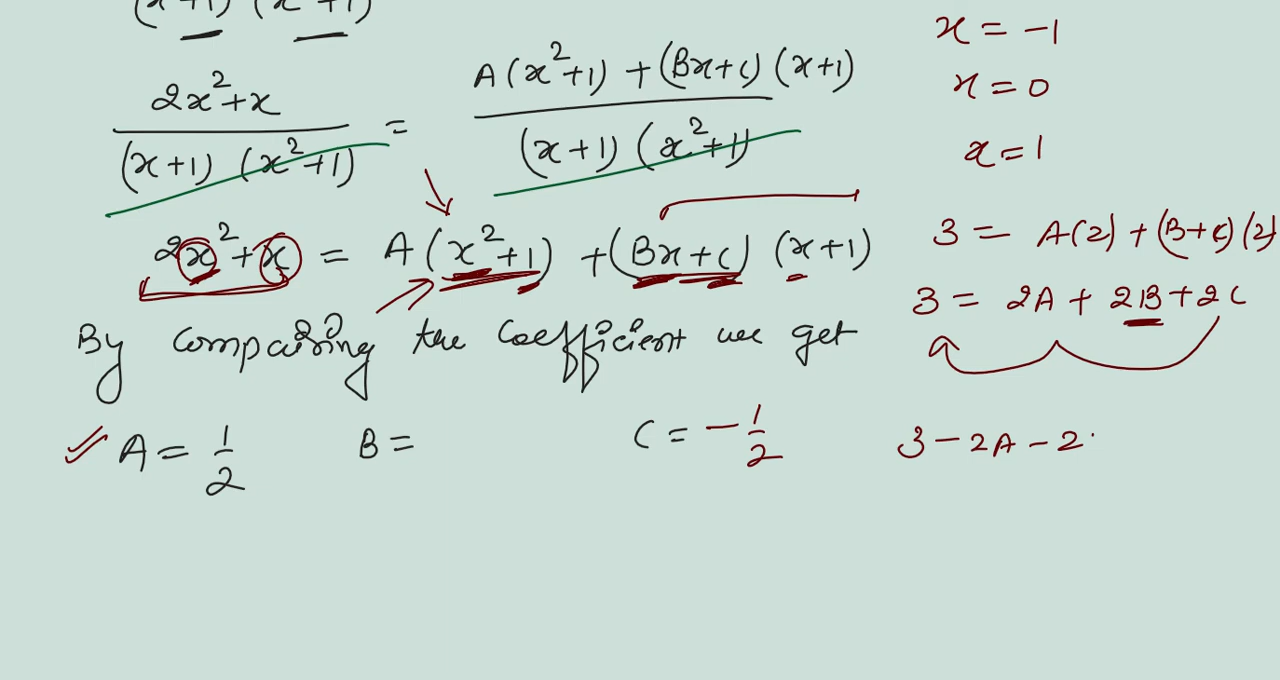 (x+1) (x²+1)
x = -1
2x²+x / (x+1) (x²+1) = A(x²+1) + (Bx+c) (x+1) / (x+1) (x²+1)
x = 0
x = 1
2x²+x = A(x²+1) + (Bx+c) (x+1)
3 = A(2) + (B+c)(2)
3 = 2A + 2B + 2C
By comparing the coefficient we get
A = 1/2 B = C = -1/2
3 - 2A - 2